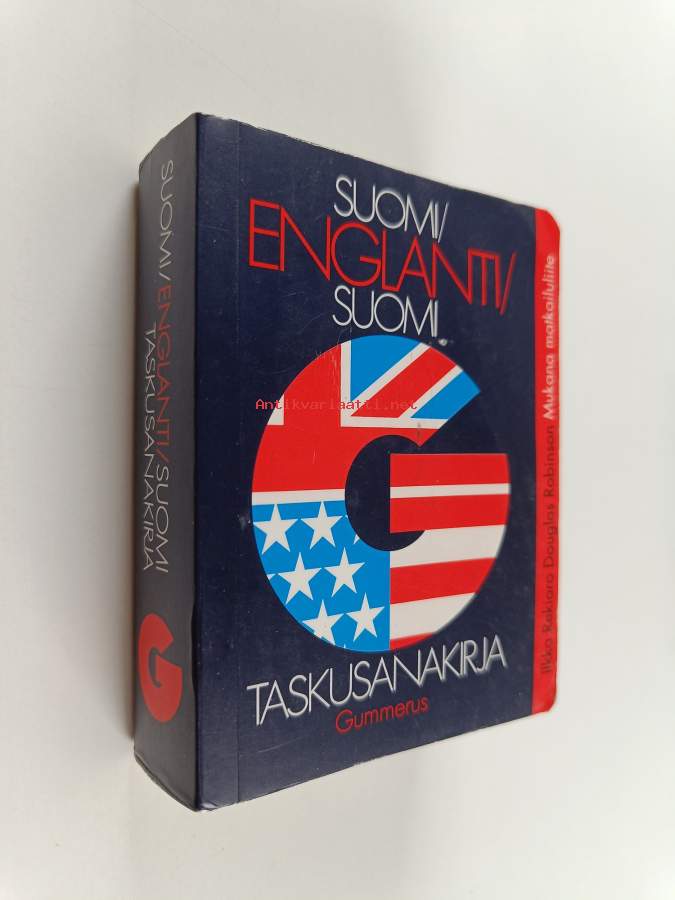 SUOMI/
ENGLANTI/
SUOMI
TASKUSANAKIRJA
Gummerus
Ilkka Rekiaro Douglas Robinson Mukana matkailuliite
SUOMI/ENGLANTI/SUOMI
TASKUSANAKIRJA
G
Antikvariaatti.net